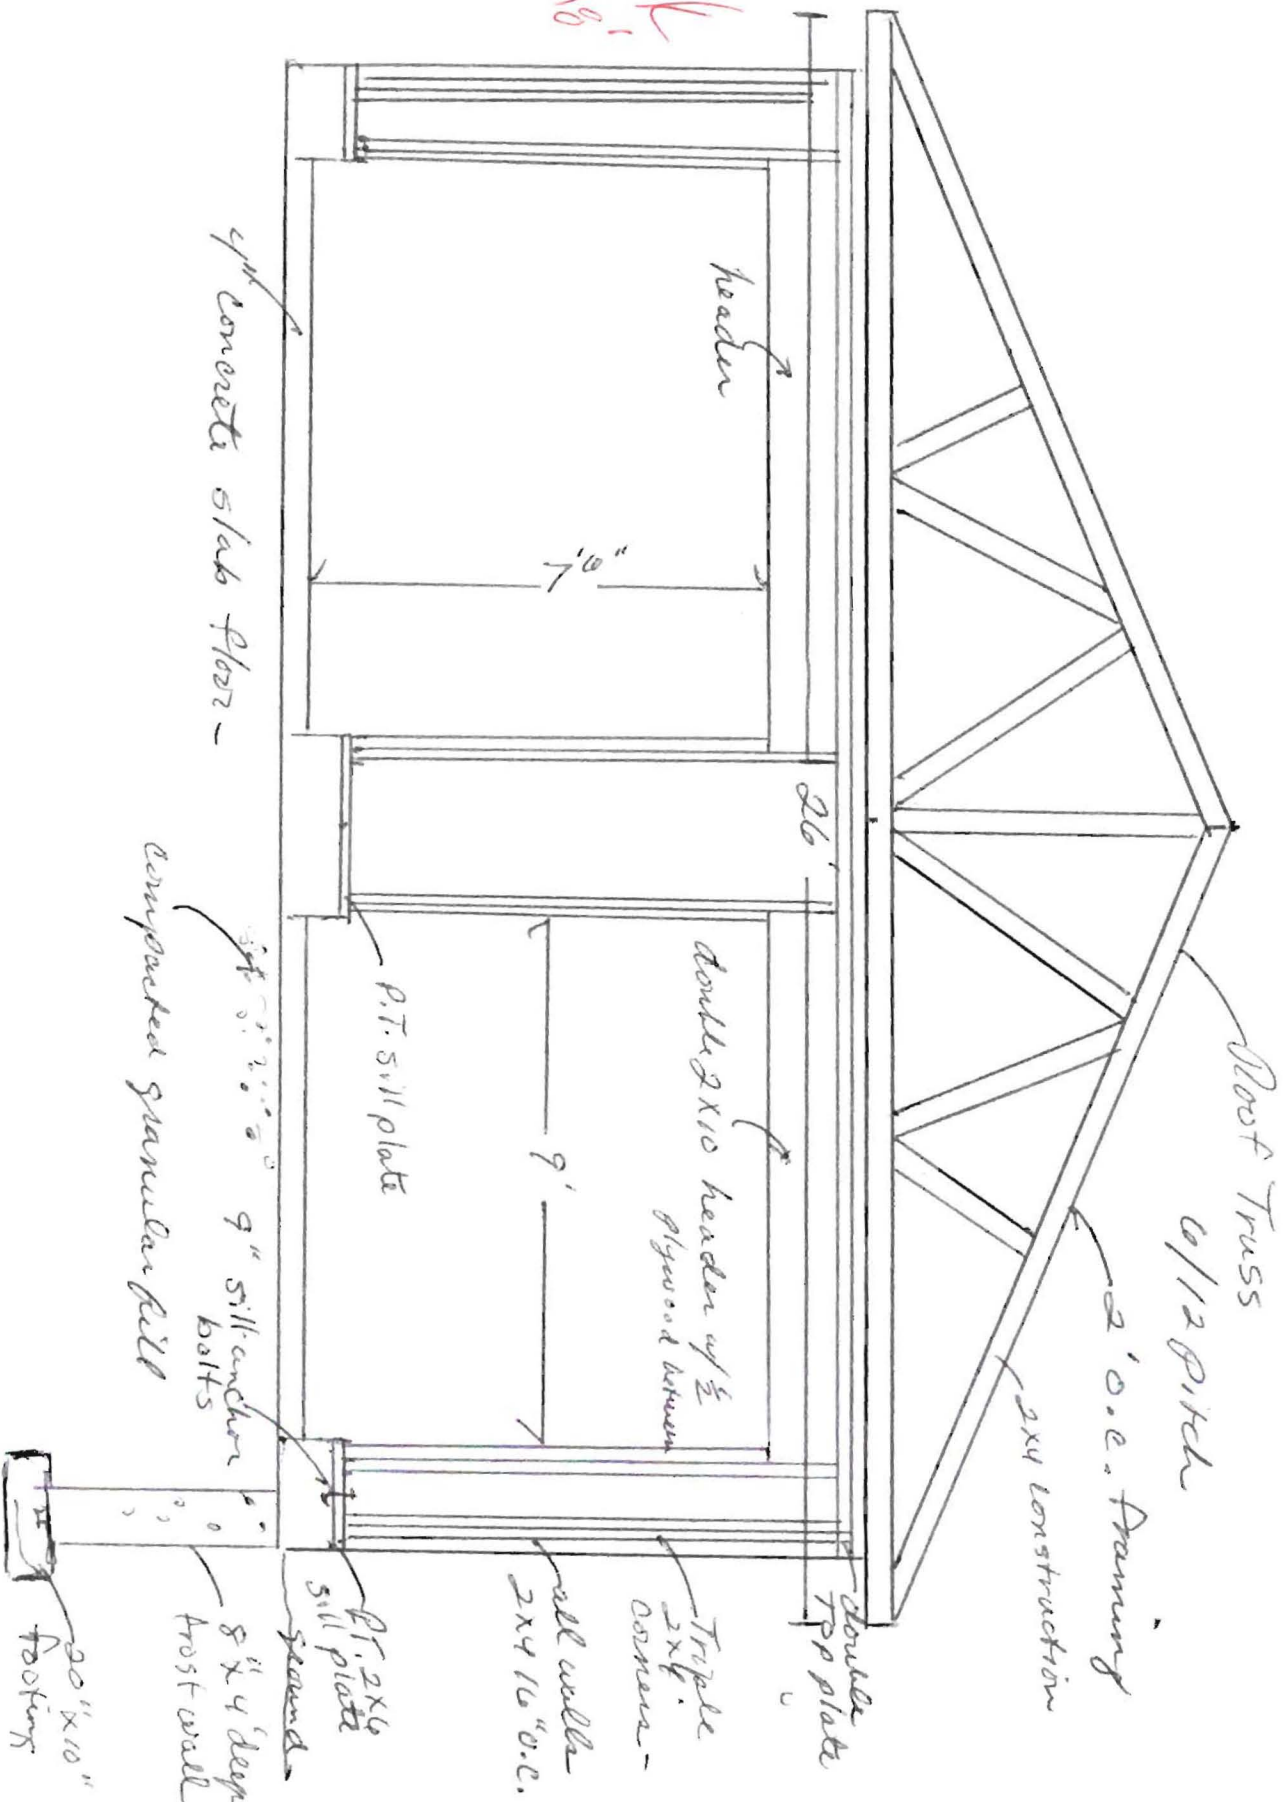 Roof Truss
6/12 pitch
2' o.c. framing
2x4 construction
double
top plate
26'
header
double 2x10 header w/ ½
plywood between
Triple
2x4
corners -
all walls
2x4 16" o.c.
7'0"
9'
P.T. sill plate
P.T. 2x6
sill plate
ground
4" concrete slab floor -
9" sill anchor
bolts
compacted granular fill
8" x 4' deep
frost wall
20" x 10"
footing